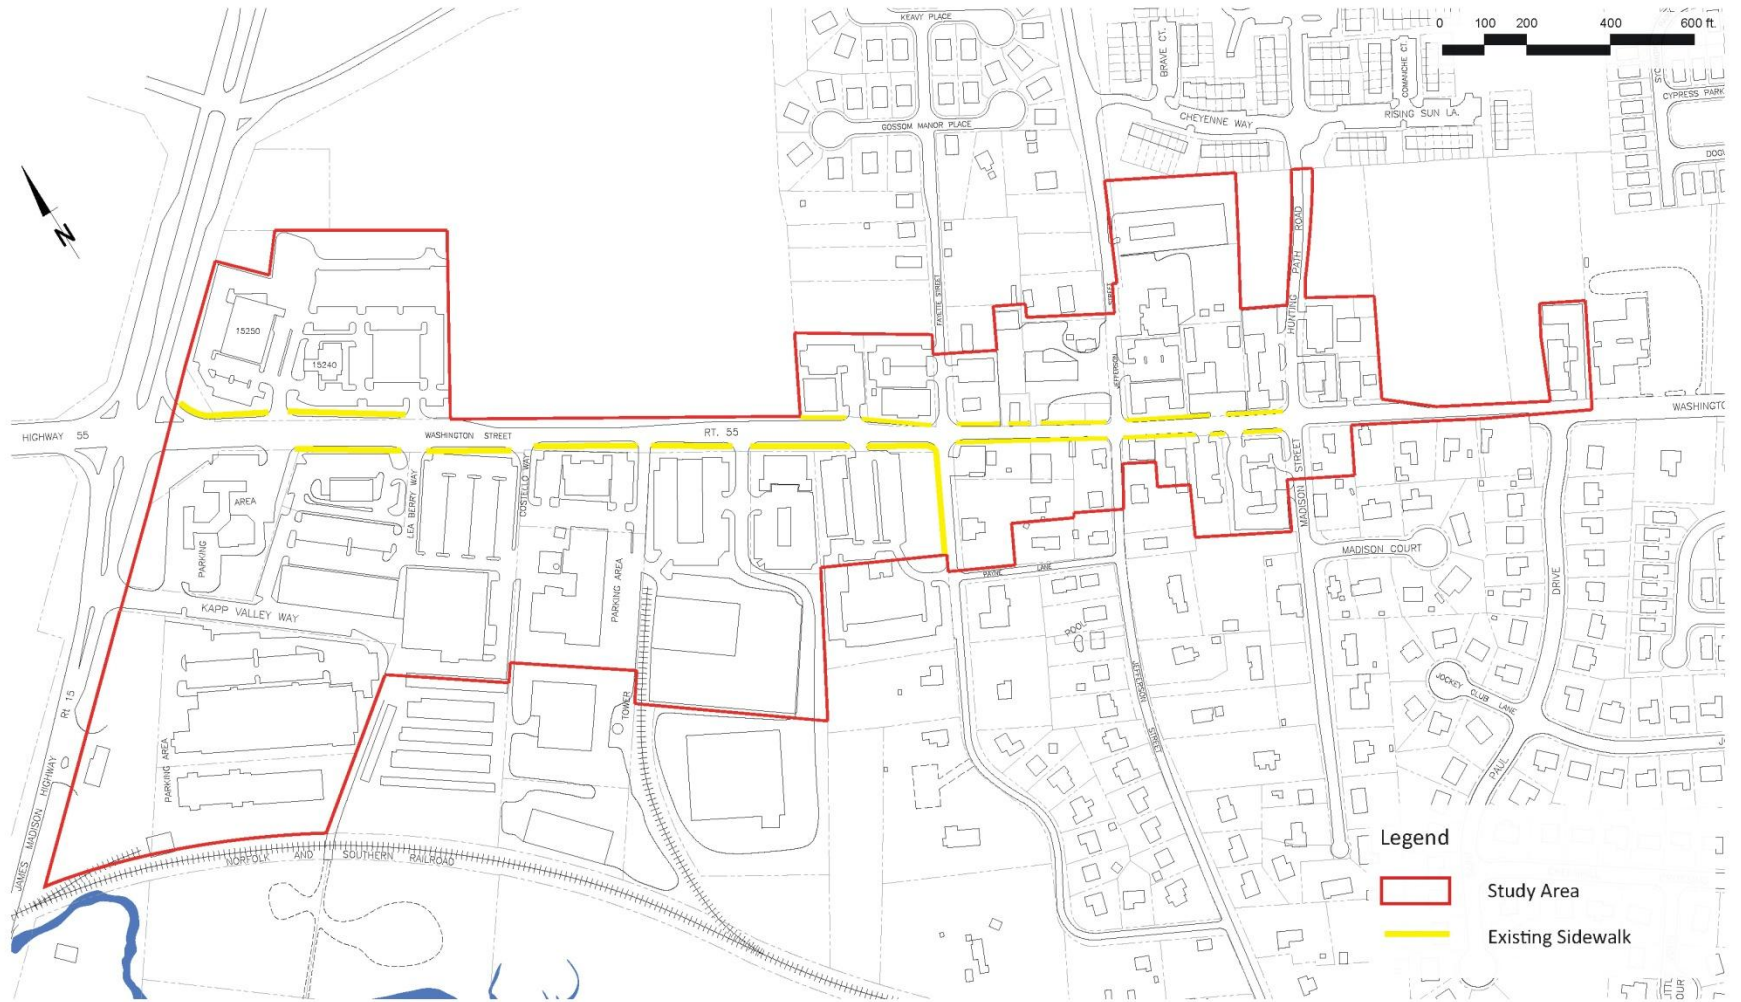 KEAVY PLACE
BRAVE CT.
COMANCHE CT.
0 100 200 400 600 ft.
CYPRESS PARK
GOSSOM MANOR PLACE
CHEYENNE WAY
RISING SUN LA.
N
HUNTING PATH ROAD
FAYETTE STREET
JEFFERSON STREET
15250
15240
HIGHWAY 55
WASHINGTON STREET
RT. 55
WASHINGTO
PARKING AREA
LEA BERRY WAY
COSTELLO WAY
PARKING AREA
MADISON STREET
MADISON COURT
DRIVE
PAYNE LANE
KAPP VALLEY WAY
POOL
JEFFERSON STREET
JOCKEY CLUB LANE
PAUL
Rt 15
JAMES MADISON HIGHWAY
PARKING AREA
TOWER
NORFOLK AND SOUTHERN RAILROAD
Legend
Study Area
Existing Sidewalk